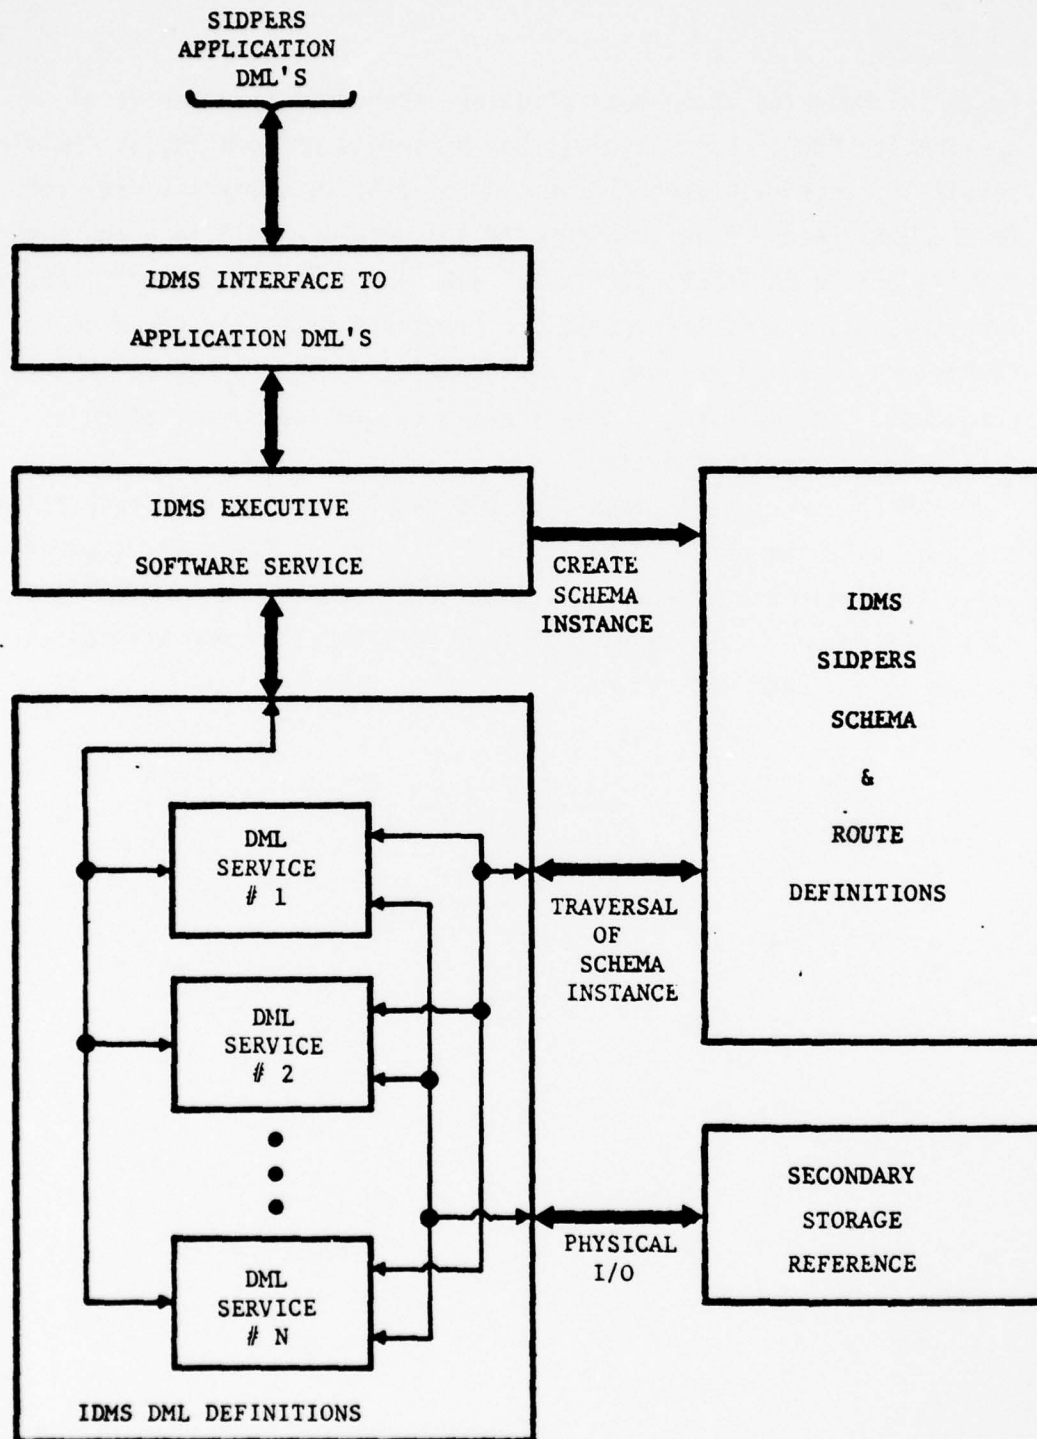 SIDPERS
APPLICATION
DML'S
IDMS INTERFACE TO
APPLICATION DML'S
IDMS EXECUTIVE
SOFTWARE SERVICE
CREATE
SCHEMA
INSTANCE
IDMS
SIDPERS
SCHEMA
&
ROUTE
DEFINITIONS
DML
SERVICE
# 1
TRAVERSAL
OF
SCHEMA
INSTANCE
DML
SERVICE
# 2
SECONDARY
STORAGE
REFERENCE
PHYSICAL
I/O
DML
SERVICE
# N
IDMS DML DEFINITIONS